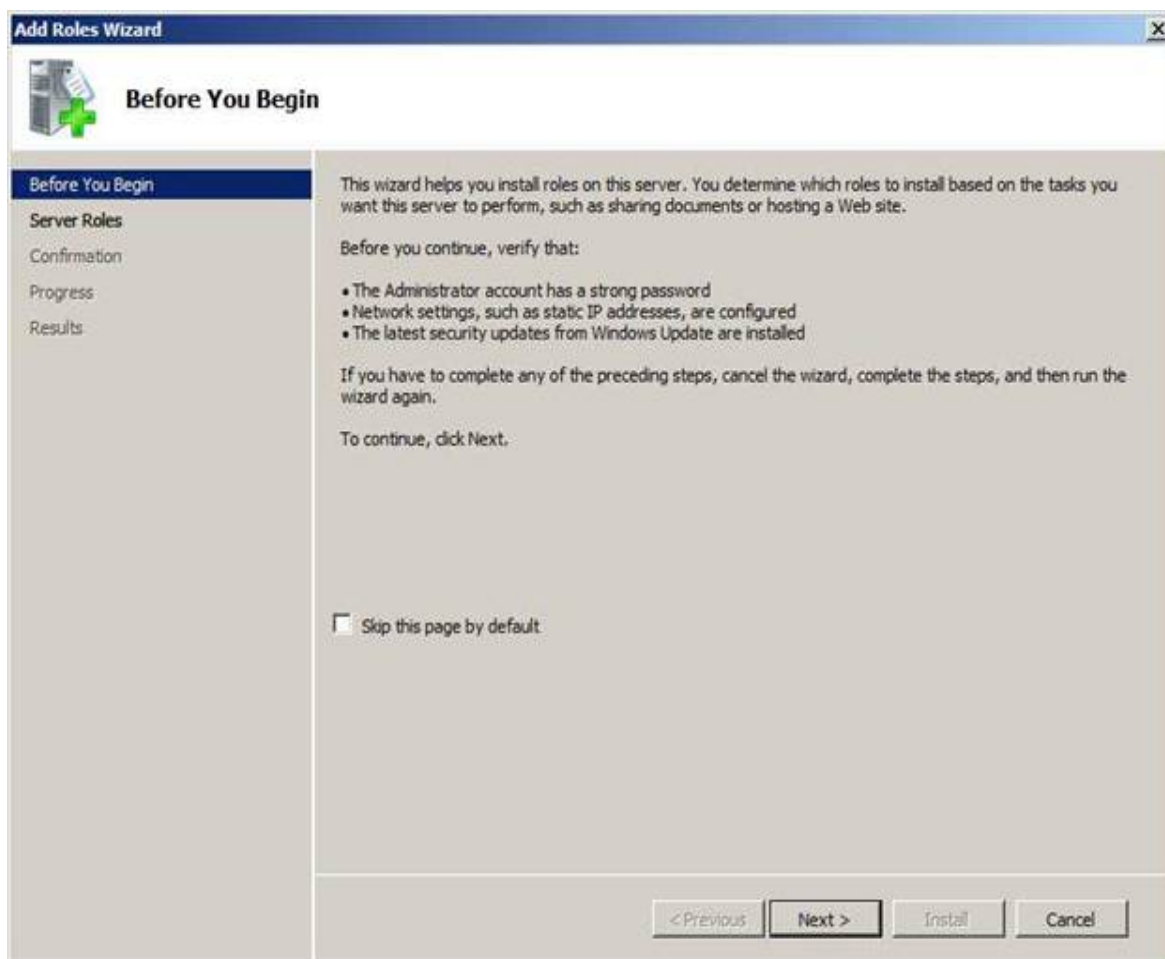 Add Roles Wizard
Before You Begin
Before You Begin
Server Roles
Confirmation
Progress
Results
This wizard helps you install roles on this server. You determine which roles to install based on the tasks you
want this server to perform, such as sharing documents or hosting a Web site.
Before you continue, verify that:
• The Administrator account has a strong password
• Network settings, such as static IP addresses, are configured
• The latest security updates from Windows Update are installed
If you have to complete any of the preceding steps, cancel the wizard, complete the steps, and then run the
wizard again.
To continue, click Next.
Skip this page by default
< Previous
Next >
Install
Cancel